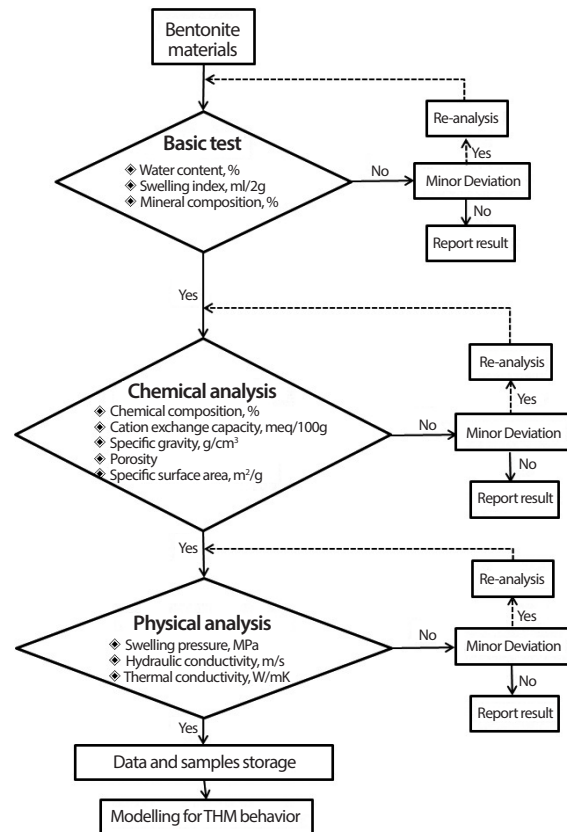 Bentonite
materials
Re-analysis
Yes
Basic test
◈ Water content, %
◈ Swelling index, ml/2g
◈ Mineral composition, %
No
Minor Deviation
No
Report result
Yes
Re-analysis
Yes
Chemical analysis
◈ Chemical composition, %
◈ Cation exchange capacity, meq/100g
◈ Specific gravity, g/cm³
◈ Porosity
◈ Specific surface area, m²/g
No
Minor Deviation
No
Report result
Yes
Re-analysis
Yes
Physical analysis
◈ Swelling pressure, MPa
◈ Hydraulic conductivity, m/s
◈ Thermal conductivity, W/mK
No
Minor Deviation
No
Report result
Yes
Data and samples storage
Modelling for THM behavior